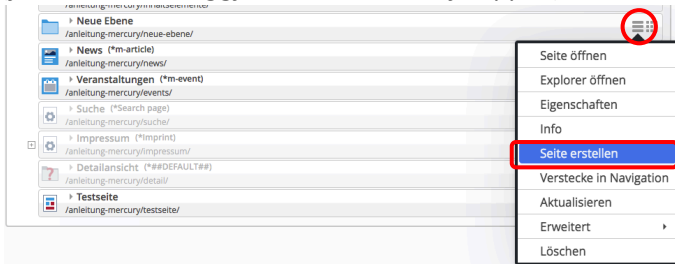 /anleitung-mercury/inhaltselemente/
Neue Ebene
/anleitung-mercury/neue-ebene/
News (*m-article)
/anleitung-mercury/news/
Veranstaltungen (*m-event)
/anleitung-mercury/events/
Suche (*Search page)
/anleitung-mercury/suche/
Impressum (*Imprint)
/anleitung-mercury/impressum/
Detailansicht (*##DEFAULT##)
/anleitung-mercury/detail/
Testseite
/anleitung-mercury/testseite/
Seite öffnen
Explorer öffnen
Eigenschaften
Info
Seite erstellen
Verstecke in Navigation
Aktualisieren
Erweitert
Löschen